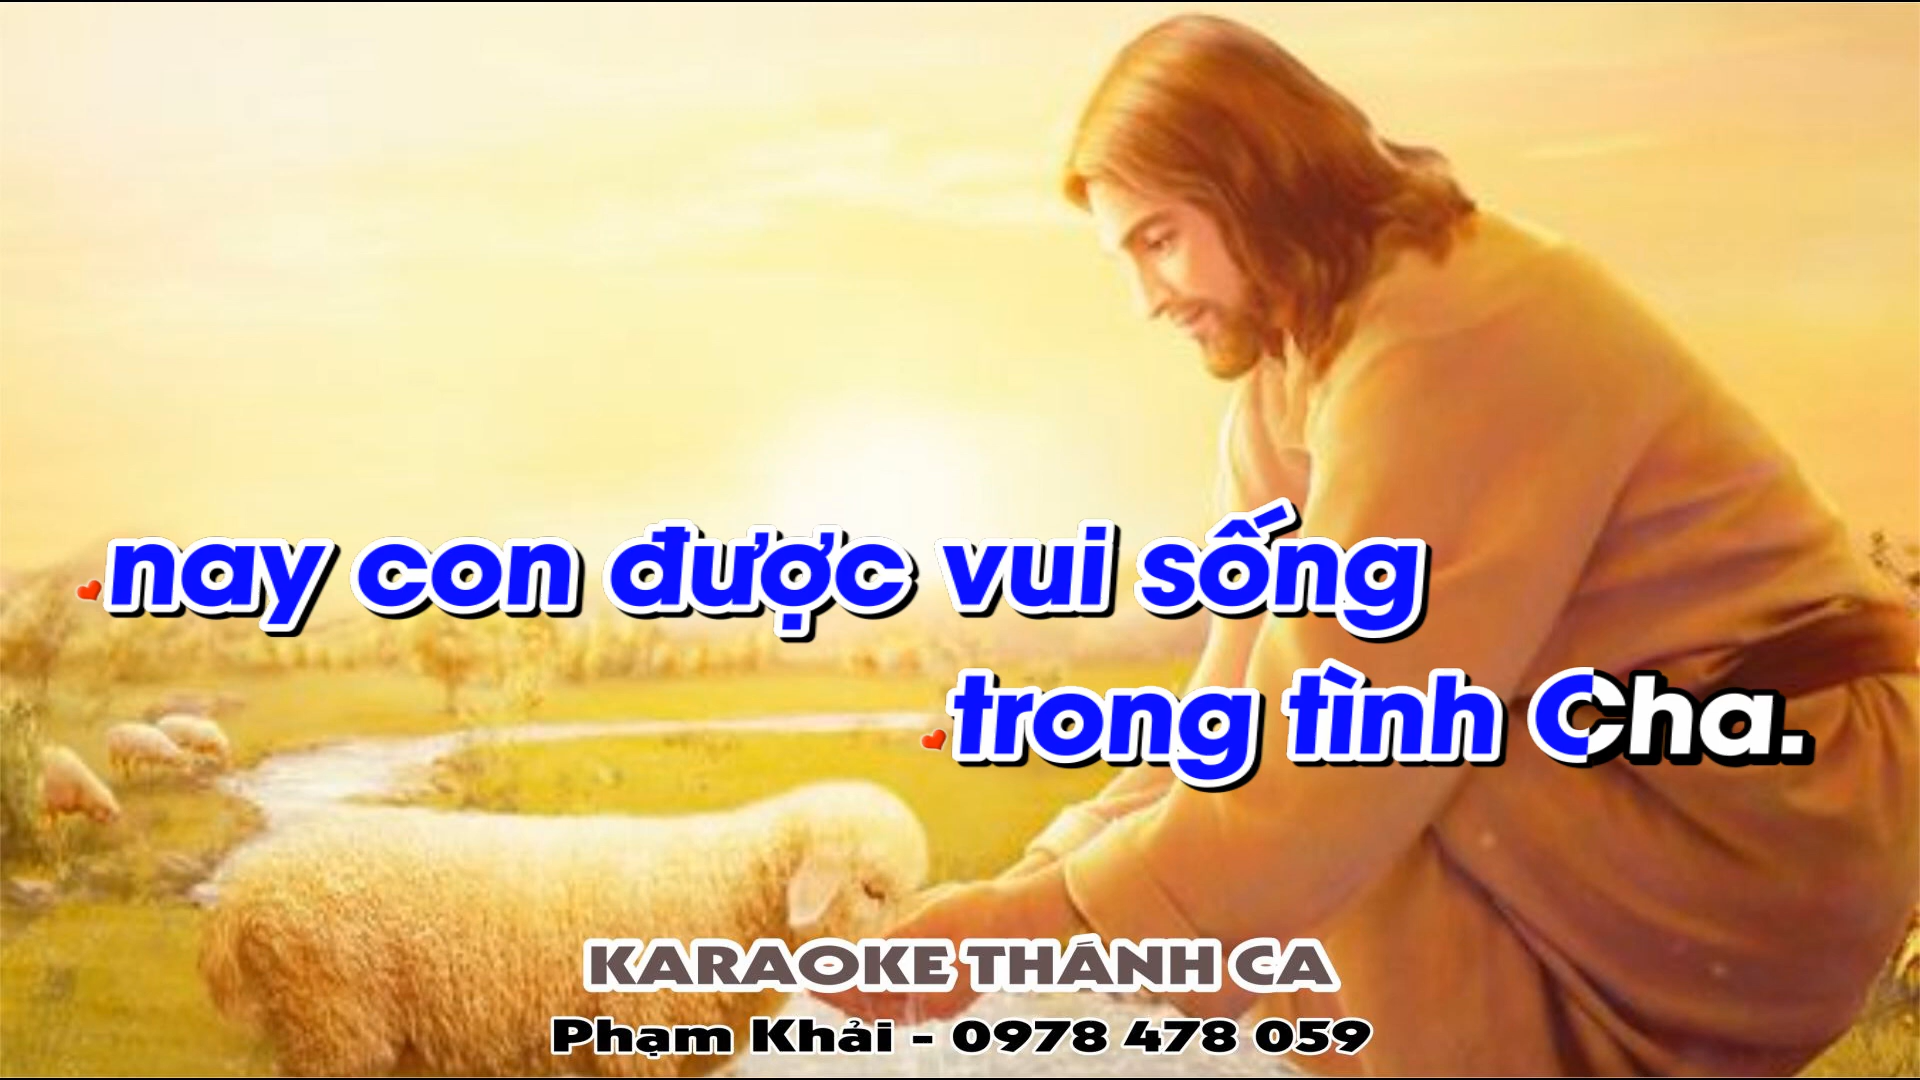 nay con được vui sống
trong tình Cha.
KARAOKE THÁNH CA
Phạm Khải - 0978 478 059